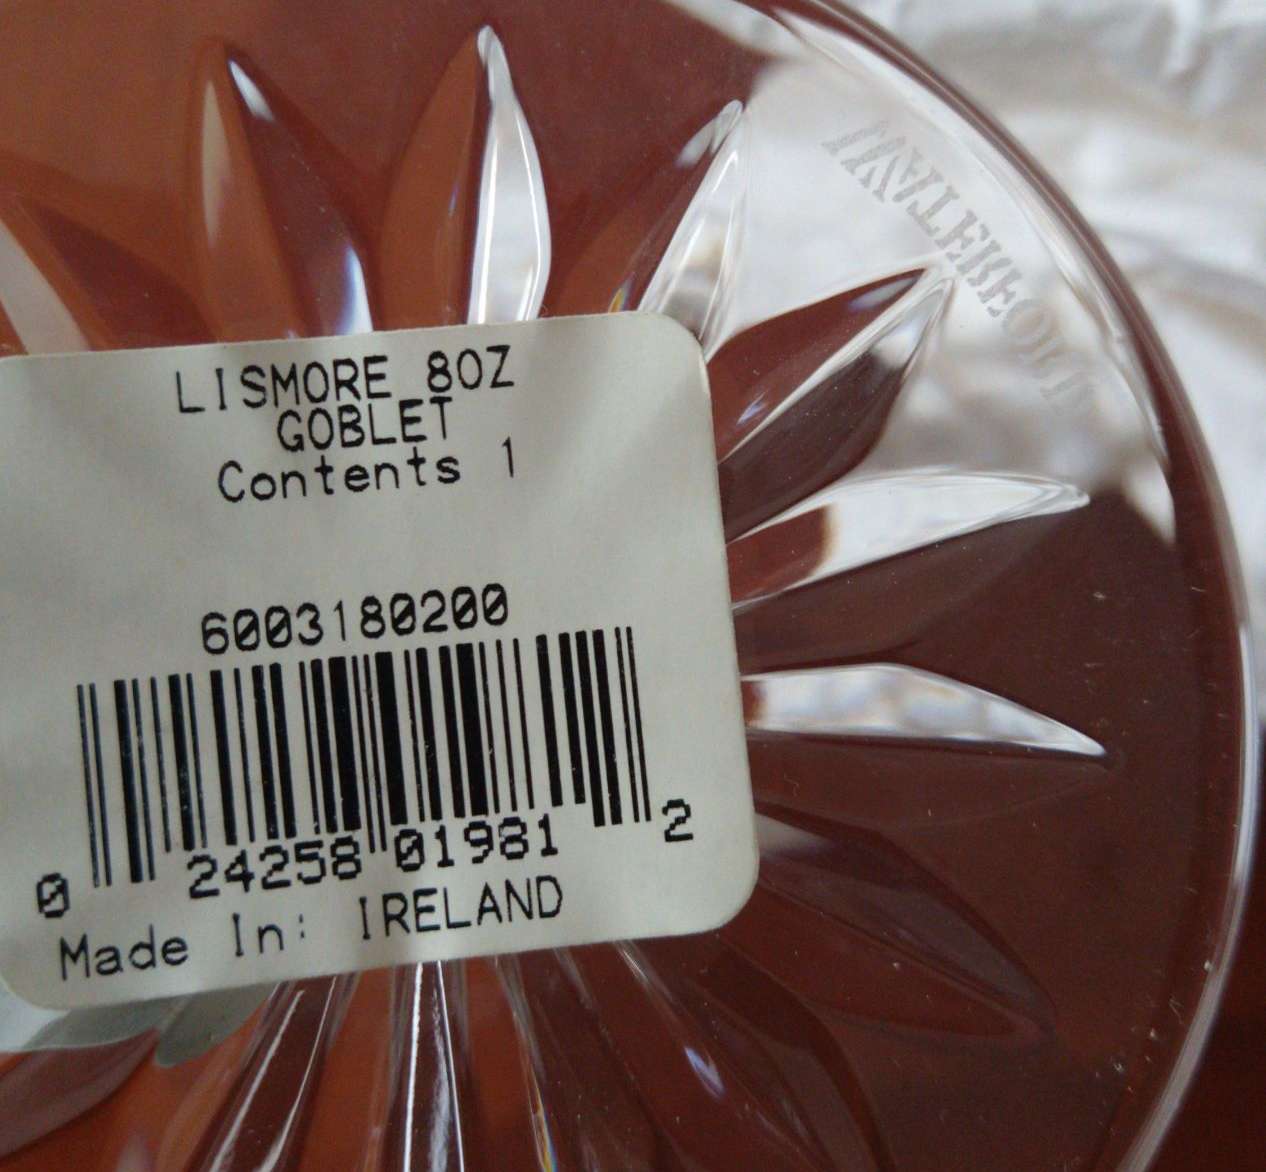 WATERFORD
LISMORE 8OZ
GOBLET
Contents 1
6003180200
0 24258 01981 2
Made In: IRELAND